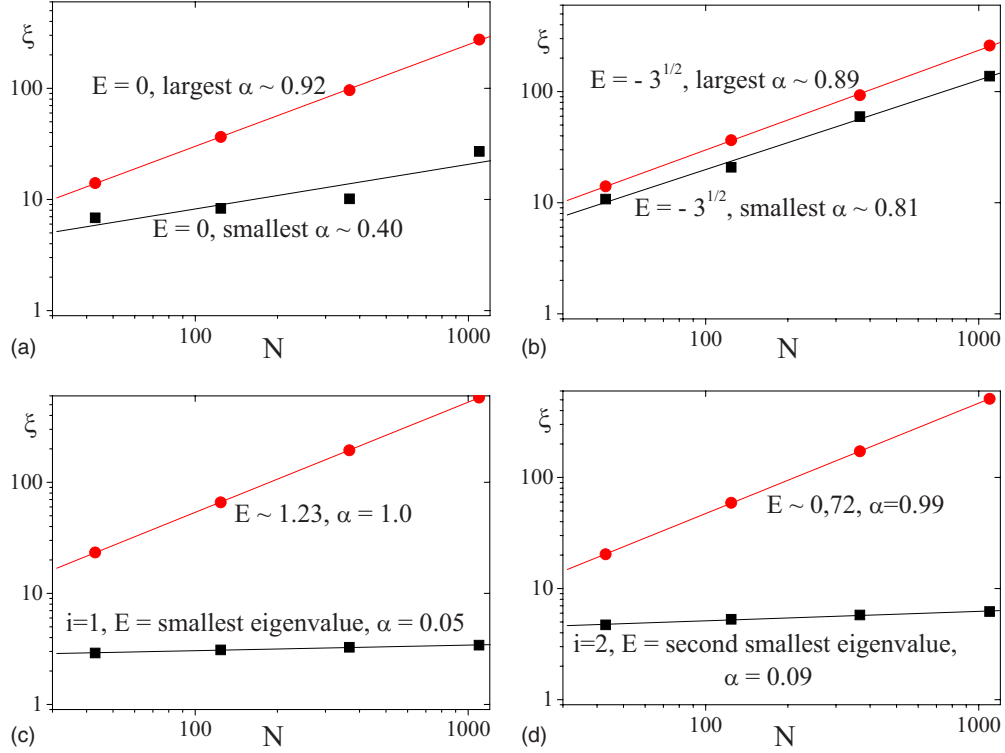 ξ
100
10
1
E = 0, largest α ~ 0.92
E = 0, smallest α ~ 0.40
100
1000
(a)
N
ξ
100
10
1
E = - 3^{1/2}, largest α ~ 0.89
E = - 3^{1/2}, smallest α ~ 0.81
100
1000
(b)
N
ξ
100
10
1
E ~ 1.23, α = 1.0
i=1, E = smallest eigenvalue, α = 0.05
100
1000
(c)
N
ξ
100
10
1
E ~ 0,72, α=0.99
i=2, E = second smallest eigenvalue,
α = 0.09
100
1000
(d)
N